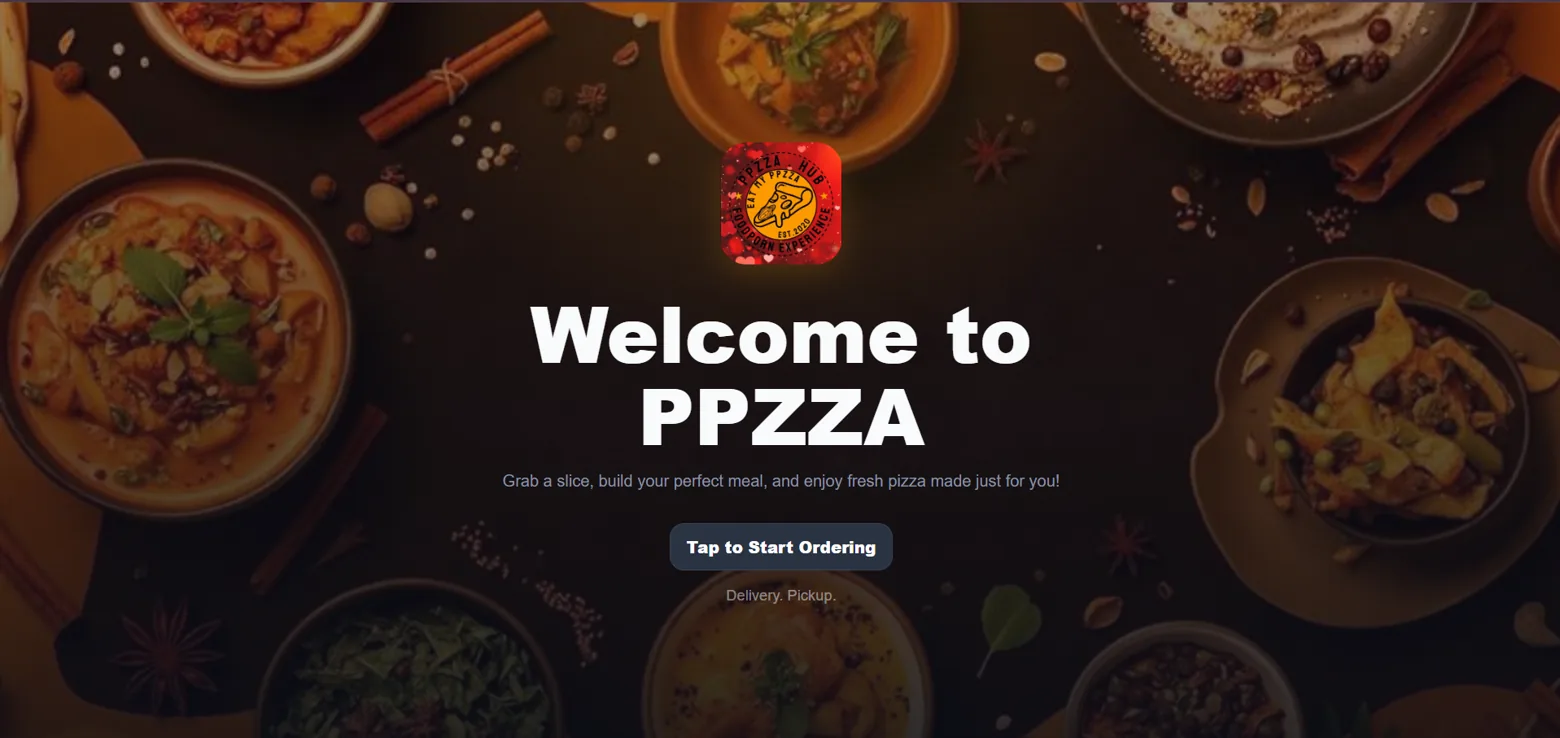 PPZZA HUB
EAT MY PPZZA
EST.2020
FOODPORN EXPERIENCE
Welcome to
PPZZA
Grab a slice, build your perfect meal, and enjoy fresh pizza made just for you!
Tap to Start Ordering
Delivery. Pickup.